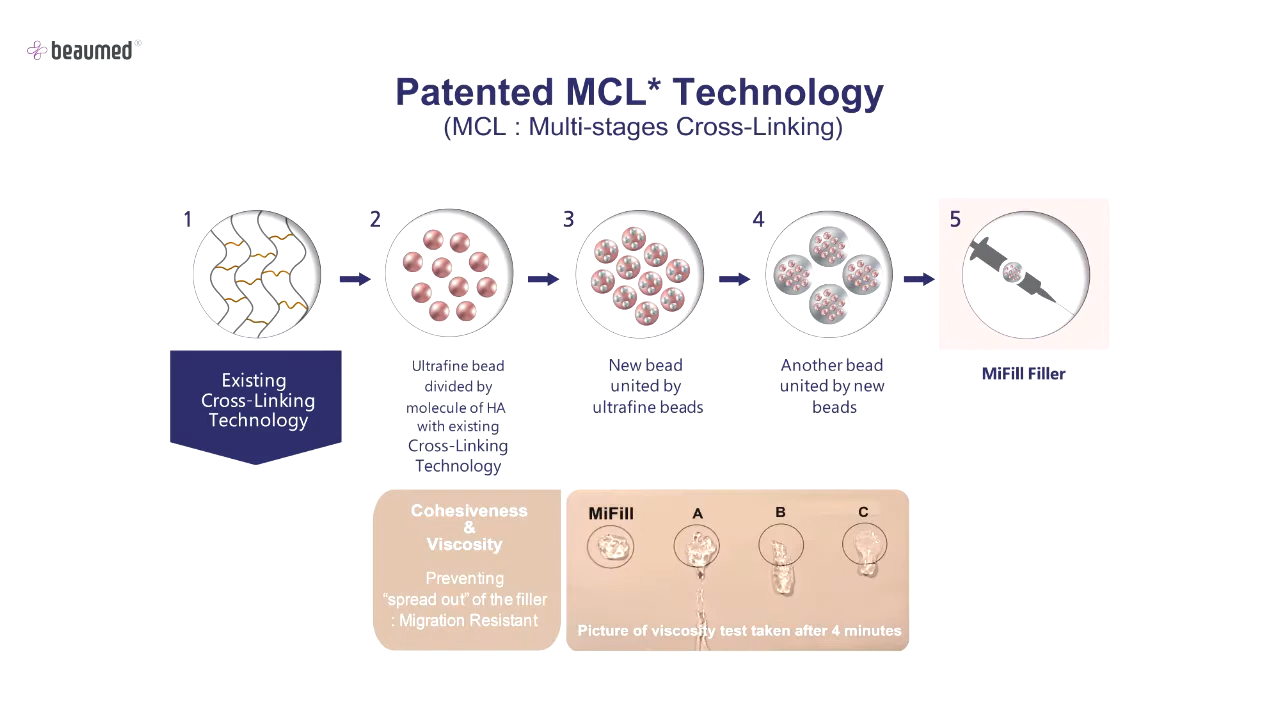 beaumed®
Patented MCL* Technology
(MCL : Multi-stages Cross-Linking)
1
2
3
4
5
Existing
Cross-Linking
Technology
Ultrafine bead
divided by
molecule of HA
with existing
Cross-Linking
Technology
New bead
united by
ultrafine beads
Another bead
united by new
beads
MiFill Filler
Cohesiveness
&
Viscosity
Preventing
“spread out” of the filler
: Migration Resistant
MiFill
A
B
C
Picture of viscosity test taken after 4 minutes